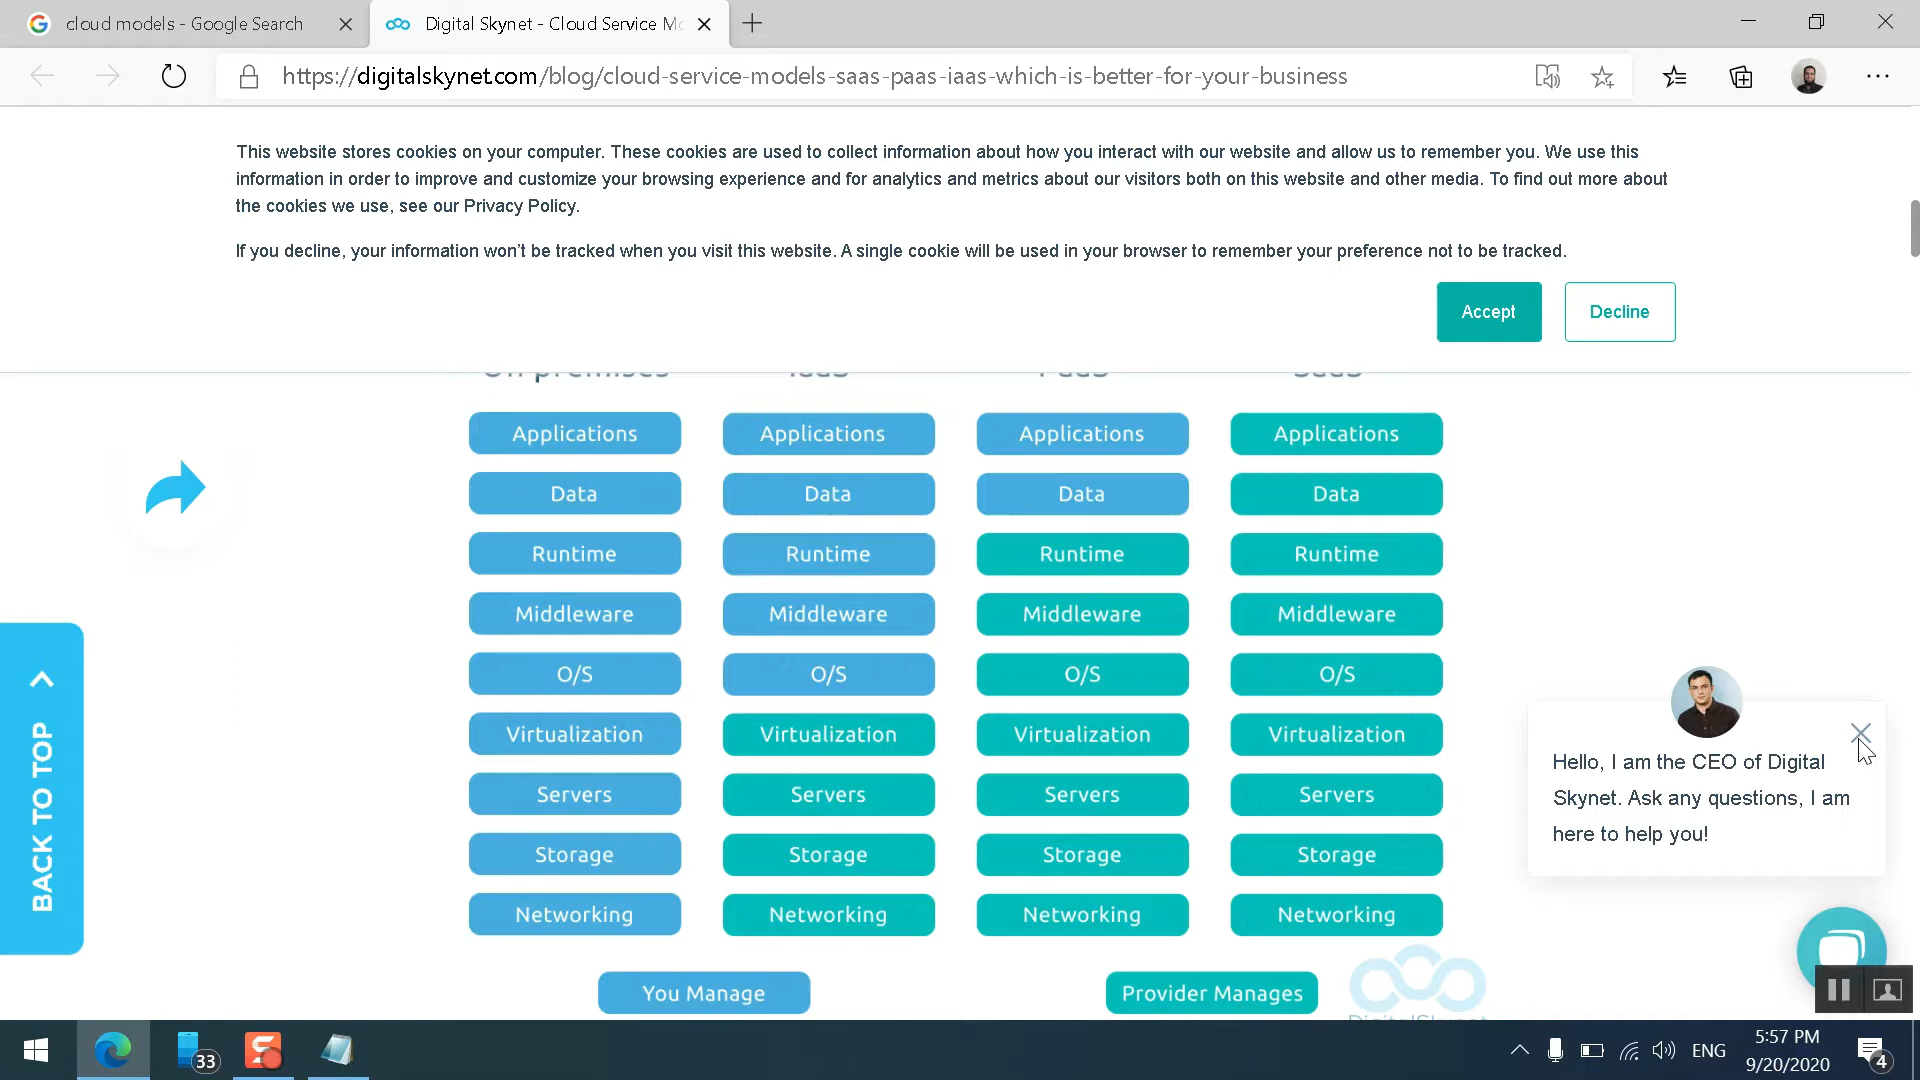 cloud models - Google Search
Digital Skynet - Cloud Service Mo
https://digitalskynet.com/blog/cloud-service-models-saas-paas-iaas-which-is-better-for-your-business
This website stores cookies on your computer. These cookies are used to collect information about how you interact with our website and allow us to remember you. We use this
information in order to improve and customize your browsing experience and for analytics and metrics about our visitors both on this website and other media. To find out more about
the cookies we use, see our Privacy Policy.
If you decline, your information won't be tracked when you visit this website. A single cookie will be used in your browser to remember your preference not to be tracked.
Accept Decline
On premises IaaS PaaS SaaS
Applications Applications Applications Applications
Data Data Data Data
Runtime Runtime Runtime Runtime
Middleware Middleware Middleware Middleware
O/S O/S O/S O/S
Virtualization Virtualization Virtualization Virtualization
Servers Servers Servers Servers
Storage Storage Storage Storage
Networking Networking Networking Networking
You Manage Provider Manages
DigitalSkynet
BACK TO TOP
Hello, I am the CEO of Digital
Skynet. Ask any questions, I am
here to help you!
33
S
ENG
5:57 PM
9/20/2020
4